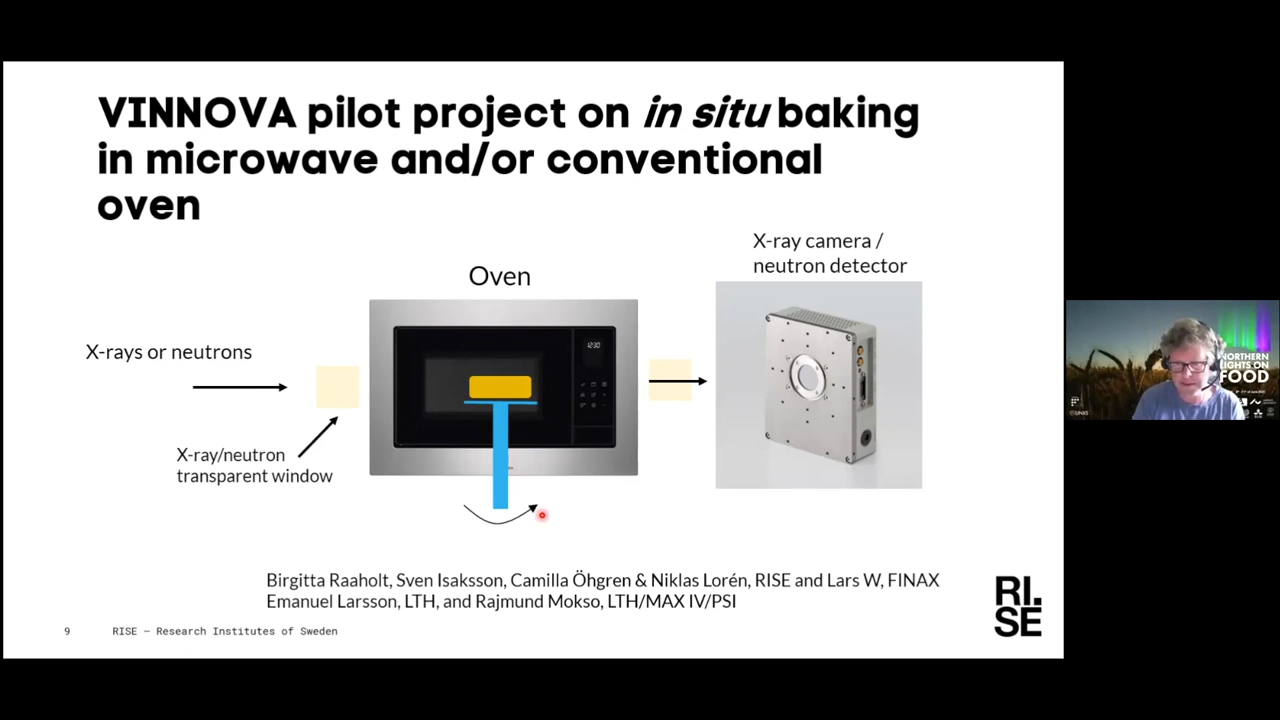 VINNOVA pilot project on in situ baking
in microwave and/or conventional
oven
X-ray camera /
neutron detector
Oven
X-rays or neutrons
12:30
X-ray/neutron
transparent window
NORTHERN
LIGHTS ON
FOOD
Birgitta Raaholt, Sven Isaksson, Camilla Öhgren & Niklas Lorén, RISE and Lars W, FINAX
Emanuel Larsson, LTH, and Rajmund Mokso, LTH/MAX IV/PSI
RI.
SE
9 RISE — Research Institutes of Sweden